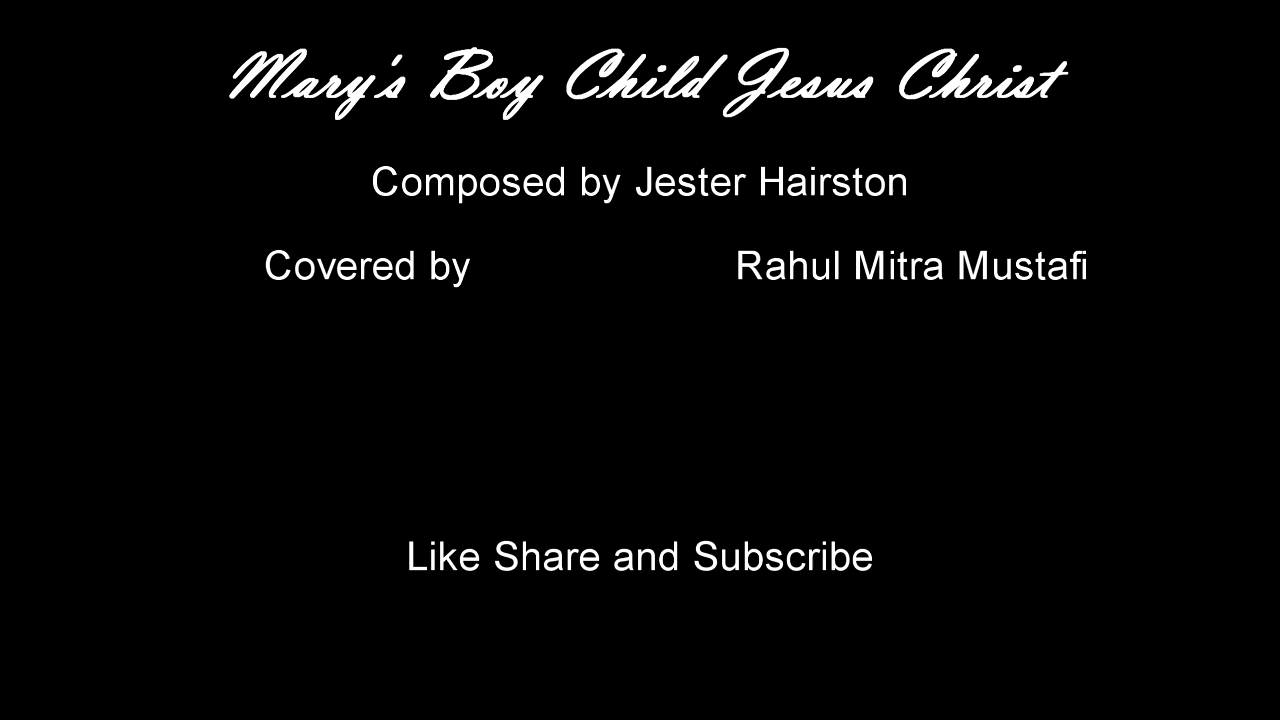 Mary's Boy Child Jesus Christ
Composed by Jester Hairston
Covered by Rahul Mitra Mustafi
Like Share and Subscribe